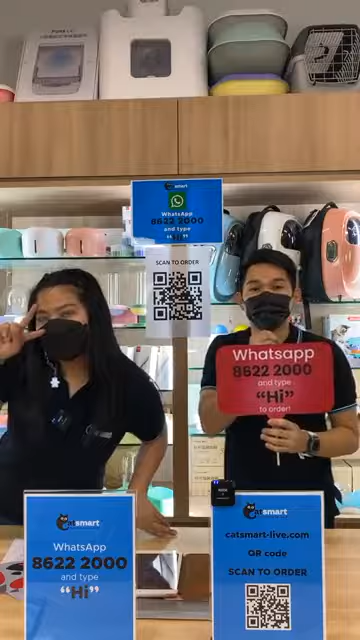 catsmart
WhatsApp
8622 2000
and type
“Hi”
SCAN TO ORDER
Whatsapp
8622 2000
and type
“Hi”
to order!
catsmart
WhatsApp
8622 2000
and type
“Hi”
catsmart
catsmart-live.com
QR code
SCAN TO ORDER